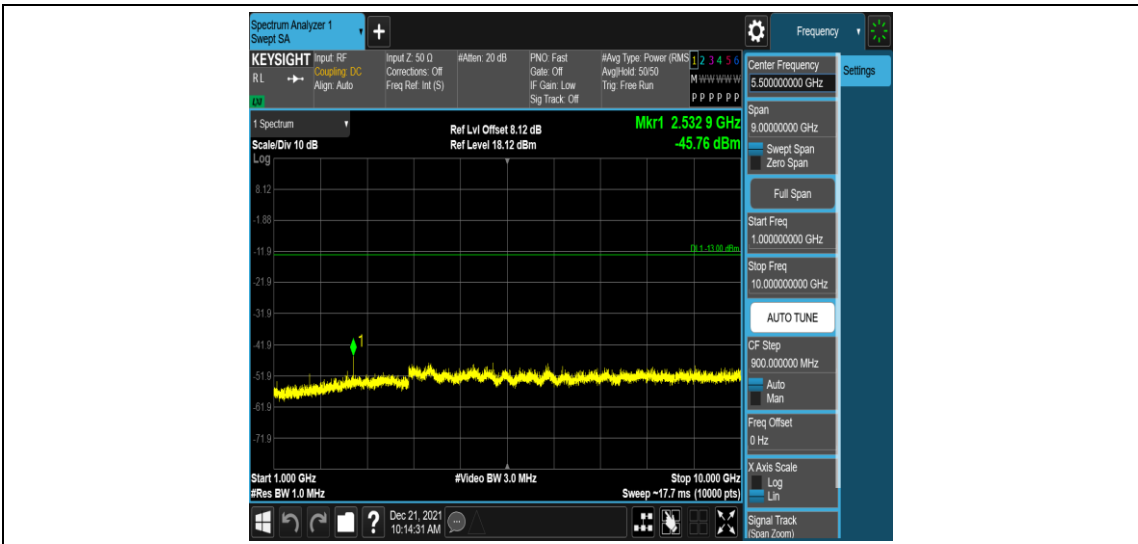 Spectrum Analyzer 1
Swept SA
+
Frequency
KEYSIGHT
RL
LXI
Input: RF
Coupling: DC
Align: Auto
Input Z: 50 Ω
Corrections: Off
Freq Ref: Int (S)
#Atten: 20 dB
PNO: Fast
Gate: Off
IF Gain: Low
Sig Track: Off
#Avg Type: Power (RMS
Avg|Hold: 50/50
Trig: Free Run
1 2 3 4 5 6
M W W W W W
P P P P P P
Center Frequency
5.500000000 GHz
Settings
1 Spectrum
Scale/Div 10 dB
Log
Ref Lvl Offset 8.12 dB
Ref Level 18.12 dBm
Mkr1 2.532 9 GHz
-45.76 dBm
Span
9.00000000 GHz
Swept Span
Zero Span
Full Span
Start Freq
1.000000000 GHz
Stop Freq
10.000000000 GHz
AUTO TUNE
CF Step
900.000000 MHz
Auto
Man
Freq Offset
0 Hz
X Axis Scale
Log
Lin
Signal Track
(Span Zoom)
8.12
-1.88
-11.9
DL1 -13.00 dBm
-21.9
-31.9
-41.9
1
-51.9
-61.9
-71.9
Start 1.000 GHz
#Video BW 3.0 MHz
Stop 10.000 GHz
#Res BW 1.0 MHz
Sweep ~17.7 ms (10000 pts)
?
Dec 21, 2021
10:14:31 AM